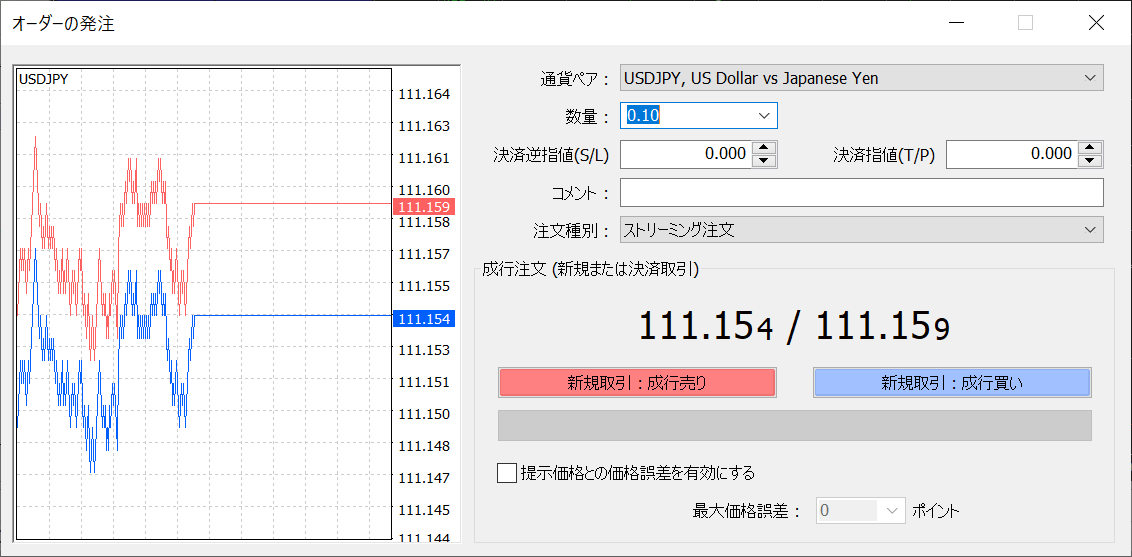 オーダーの発注
USDJPY
111.164
111.163
111.161
111.160
111.159
111.158
111.157
111.155
111.154
111.153
111.151
111.150
111.148
111.147
111.145
111.144
通貨ペア： USDJPY, US Dollar vs Japanese Yen
数量： 0.10
決済逆指値(S/L) 0.000 決済指値(T/P) 0.000
コメント：
注文種別： ストリーミング注文
成行注文 (新規または決済取引)
111.154 / 111.159
新規取引：成行売り 新規取引：成行買い
提示価格との価格誤差を有効にする
最大価格誤差： 0 ポイント